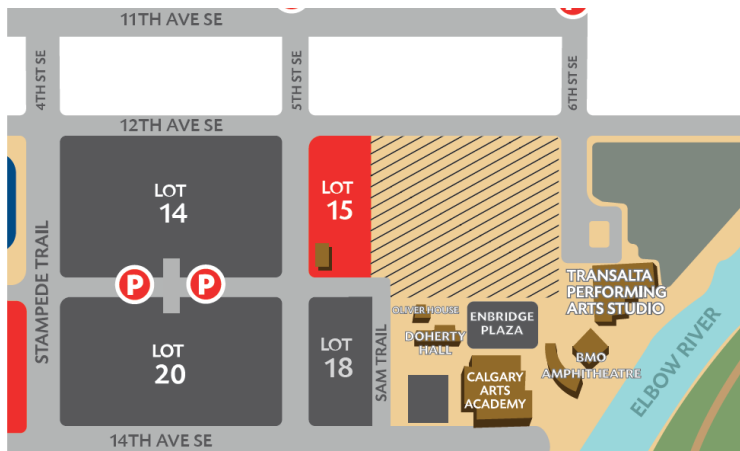 11TH AVE SE
4TH ST SE
5TH ST SE
6TH ST SE
12TH AVE SE
LOT
14
LOT
15
STAMPEDE TRAIL
P
P
TRANSALTA
PERFORMING
ARTS STUDIO
OLIVER HOUSE
ENBRIDGE
PLAZA
DOHERTY
HALL
LOT
20
LOT
18
SAM TRAIL
BMO
AMPHITHEATRE
CALGARY
ARTS
ACADEMY
ELBOW RIVER
14TH AVE SE